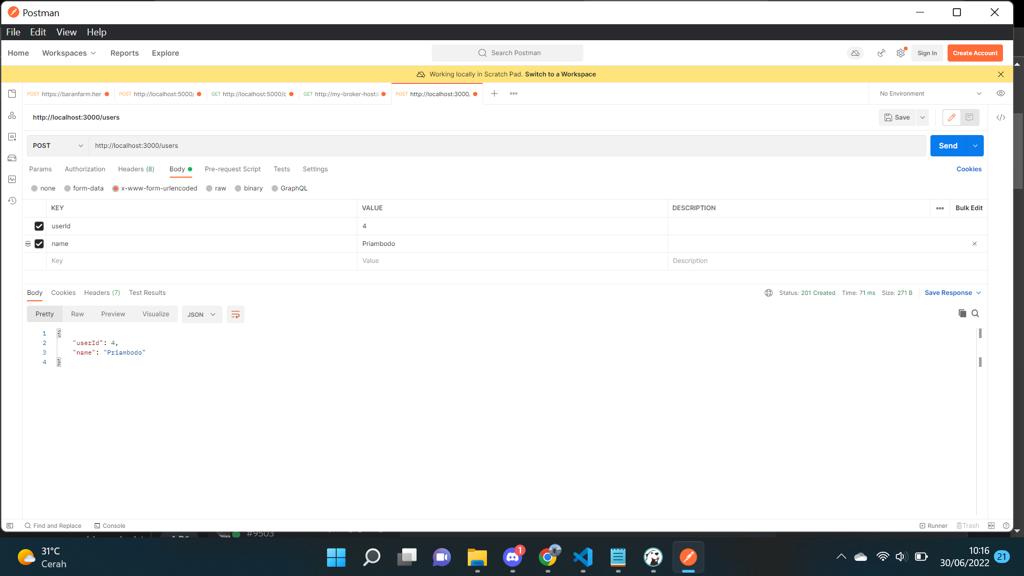 Postman
File Edit View Help
Home Workspaces Reports Explore Search Postman Sign In Create Account
Working locally in Scratch Pad. Switch to a Workspace
POST https://baranfarm.her POST http://localhost:5000/ GET http://localhost:5000/c GET http://my-broker-host: POST http://localhost:3000, No Environment
http://localhost:3000/users Save
POST http://localhost:3000/users Send
Params Authorization Headers (8) Body Pre-request Script Tests Settings Cookies
none form-data x-www-form-urlencoded raw binary GraphQL
KEY VALUE DESCRIPTION Bulk Edit
userId 4
name Priambodo
Key Value Description
Body Cookies Headers (7) Test Results Status: 201 Created Time: 71 ms Size: 271 B Save Response
Pretty Raw Preview Visualize JSON
1 {
2 "userId": 4,
3 "name": "Priambodo"
4 }
Find and Replace Console Runner Trash
#9503
31°C
Cerah
1
10:16
30/06/2022
21